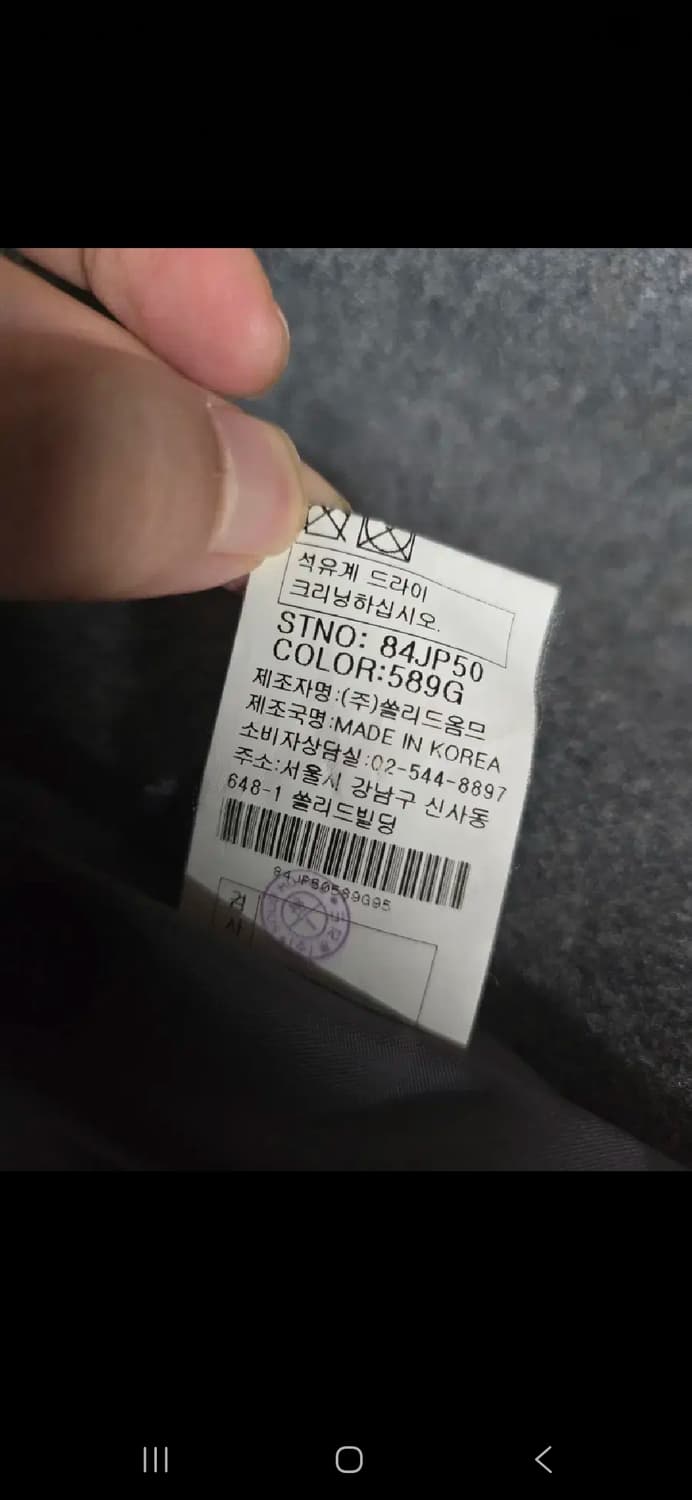 석유계 드라이
크리닝하십시오.
STNO: 84JP50
COLOR:589G
제조자명:(주)쏠리드옴므
제조국명:MADE IN KOREA
소비자상담실:02-544-8897
주소:서울시 강남구 신사동
648-1 쏠리드빌딩
84JP50589G95
검사